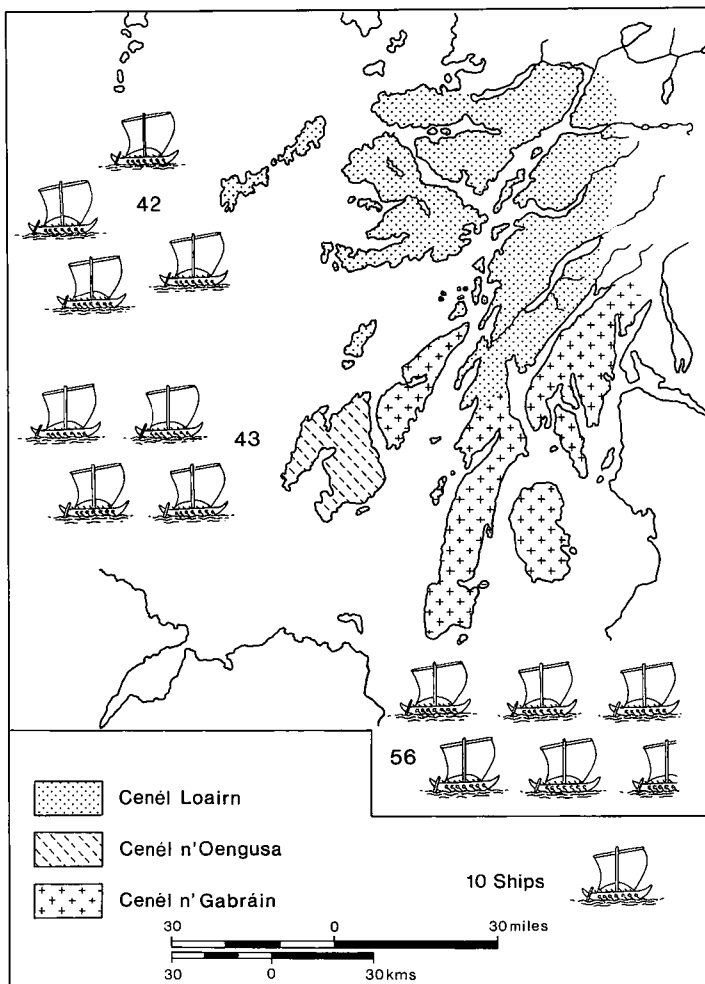 42
43
56
Cenél Loairn
Cenél n'Oengusa
Cenél n'Gabráin
10 Ships
30 0 30 miles
30 0 30 kms